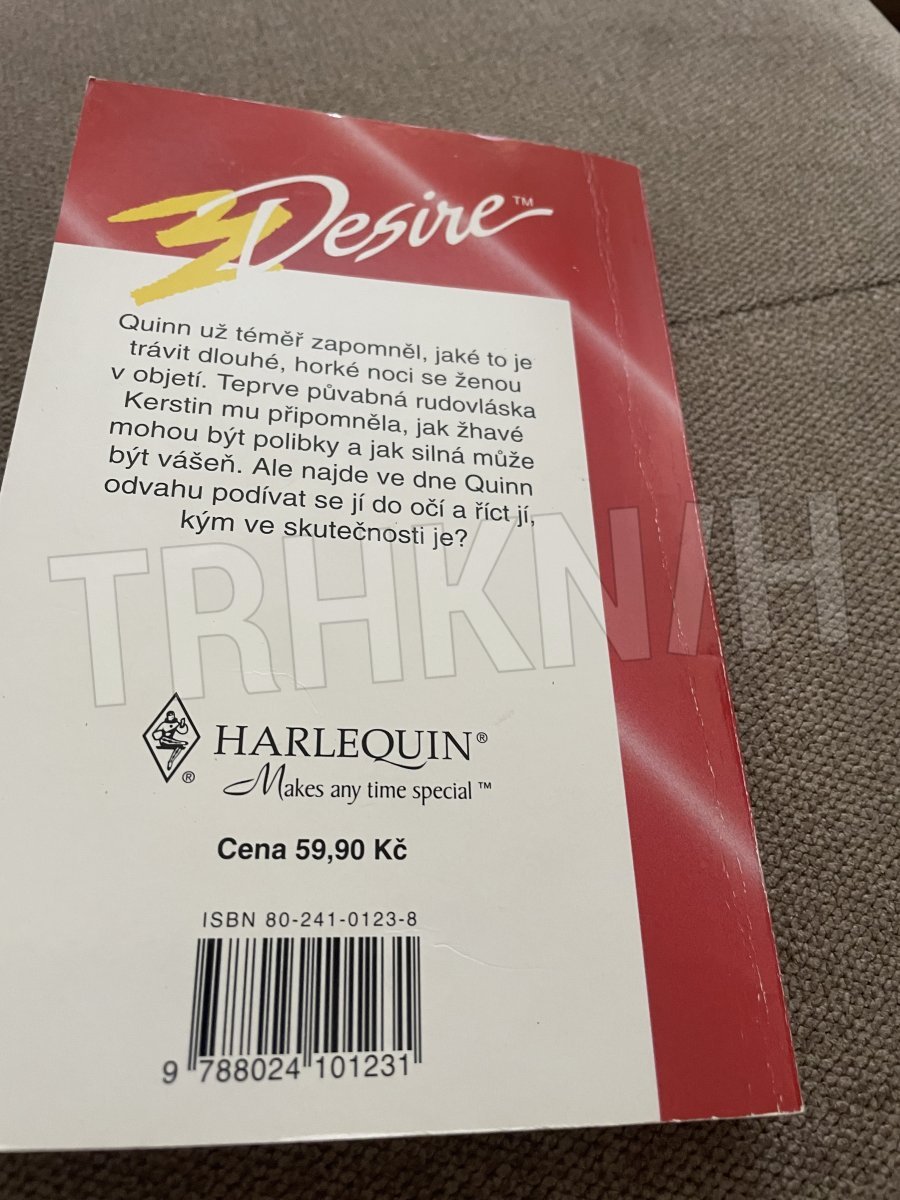 Desire™
Quinn už téměř zapomněl, jaké to je
trávit dlouhé, horké noci se ženou
v objetí. Teprve půvabná rudovláska
Kerstin mu připomněla, jak žhavé
mohou být polibky a jak silná může
být vášeň. Ale najde ve dne Quinn
odvahu podívat se jí do očí a říct jí,
kým ve skutečnosti je?
TRHKNIH
HARLEQUIN®
®
Makes any time special™
Cena 59,90 Kč
ISBN 80-241-0123-8
9 788024 101231